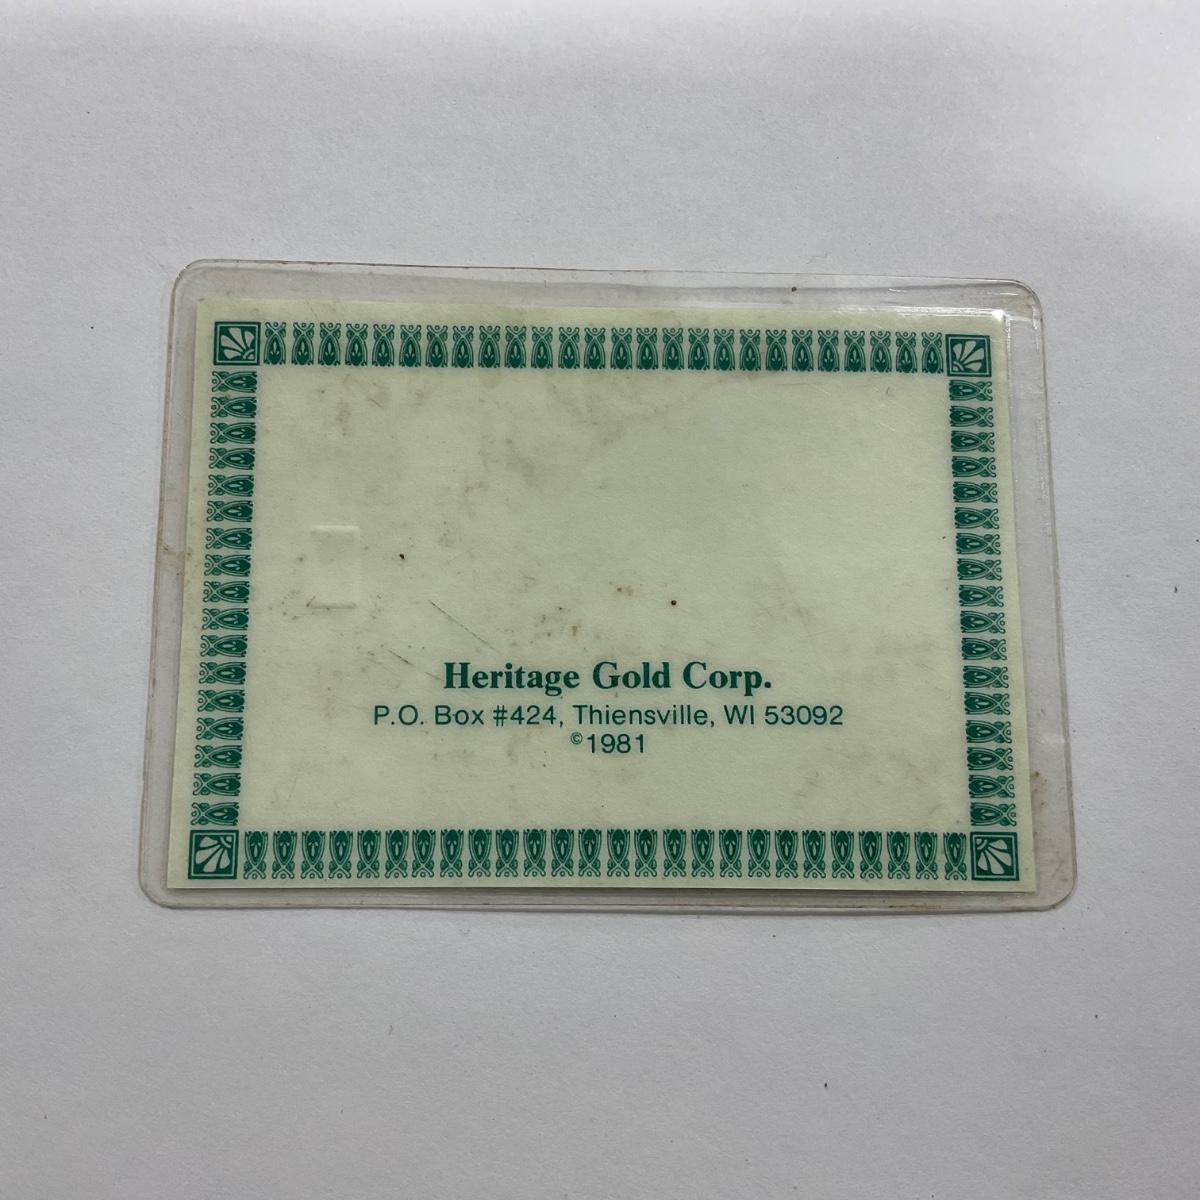 Heritage Gold Corp.
P.O. Box #424, Thiensville, WI 53092
©1981